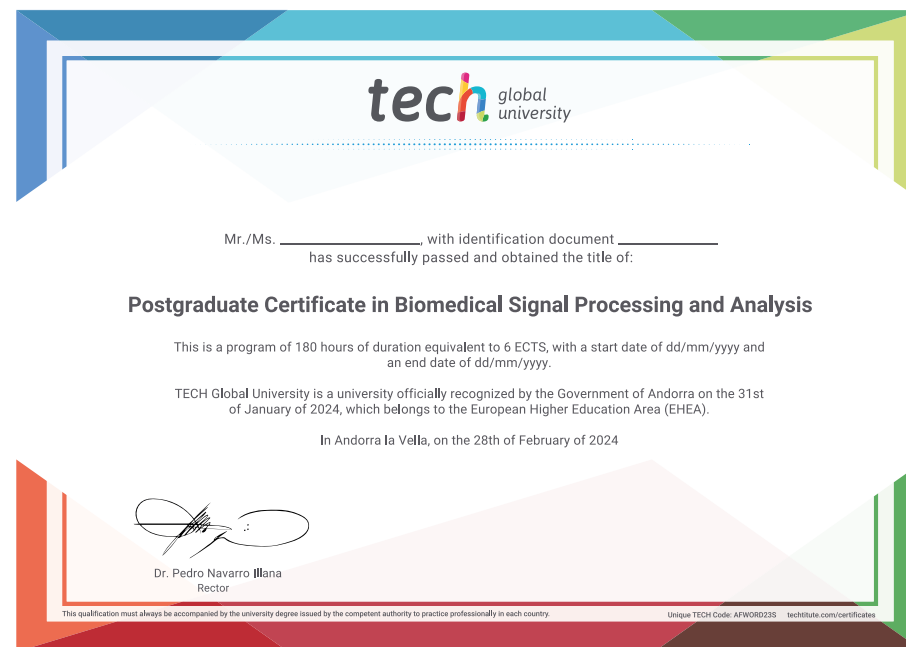 tech global university
Mr./Ms. ____________, with identification document ____________
has successfully passed and obtained the title of:
Postgraduate Certificate in Biomedical Signal Processing and Analysis
This is a program of 180 hours of duration equivalent to 6 ECTS, with a start date of dd/mm/yyyy and
an end date of dd/mm/yyyy.
TECH Global University is a university officially recognized by the Government of Andorra on the 31st
of January of 2024, which belongs to the European Higher Education Area (EHEA).
In Andorra la Vella, on the 28th of February of 2024
Dr. Pedro Navarro Illana
Rector
This qualification must always be accompanied by the university degree issued by the competent authority to practice professionally in each country.
Unique TECH Code: AFWORD23S techtitute.com/certificates